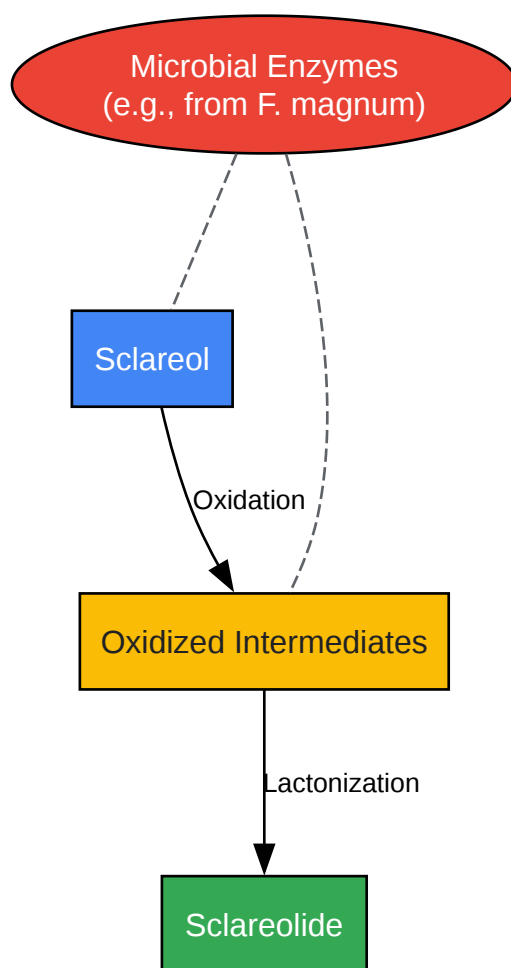 Microbial Enzymes
(e.g., from F. magnum)
Sclareol
Oxidation
Oxidized Intermediates
Lactonization
Sclareolide